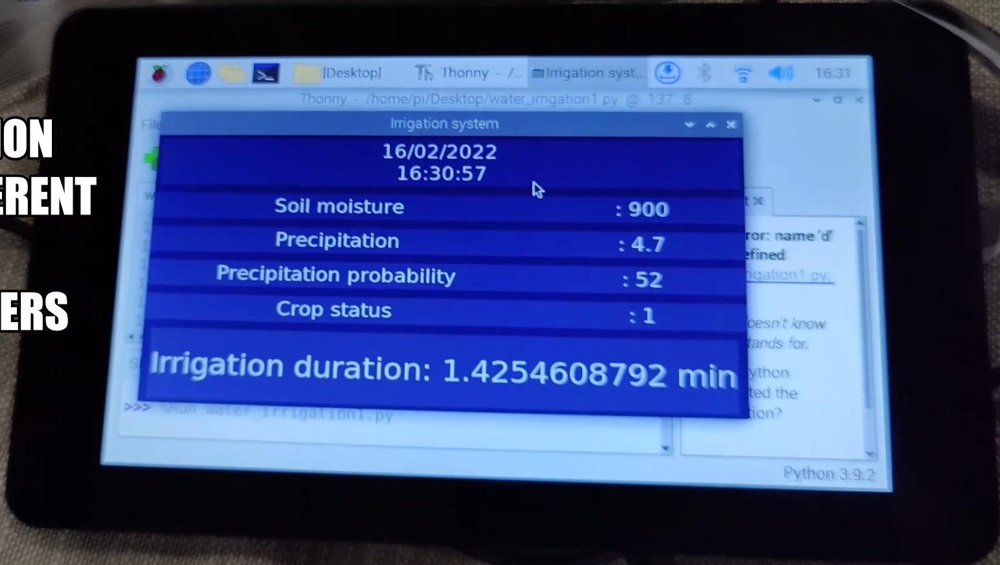 [Desktop]
Thonny - /...
Irrigation syst...
16:31
Thonny - /home/pi/Desktop/water_irrigation1.py @ 137 : 6
File
Irrigation system
16/02/2022
16:30:57
Soil moisture : 900
Precipitation : 4.7
Precipitation probability : 52
Crop status : 1
Irrigation duration: 1.4254608792 min
ION
ERENT
ERS
ror: name 'd'
efined
rigation1.py,
oesn't know
tands for.
ython
ted the
tion?
>>> %Run water_irrigation1.py
Python 3.9.2